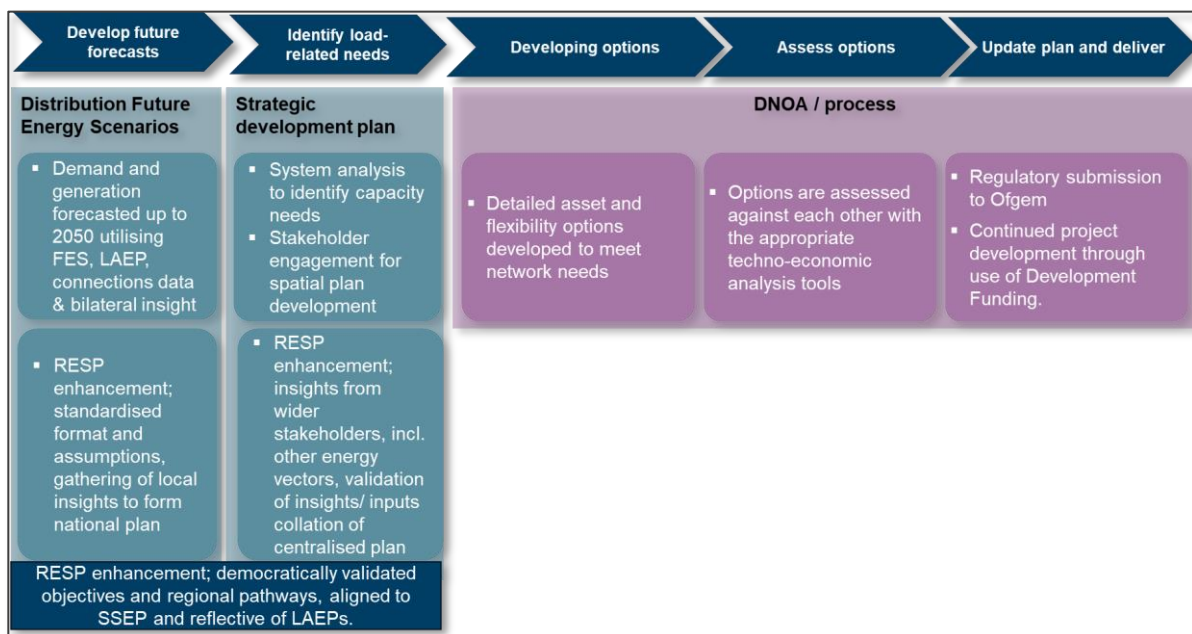 Develop future
forecasts
Identify load-
related needs
Developing options
Assess options
Update plan and deliver
Distribution Future
Energy Scenarios
▪ Demand and
generation
forecasted up to
2050 utilising
FES, LAEP,
connections data
& bilateral insight
▪ RESP
enhancement;
standardised
format and
assumptions,
gathering of local
insights to form
national plan
Strategic
development plan
▪ System analysis
to identify capacity
needs
▪ Stakeholder
engagement for
spatial plan
development
▪ RESP
enhancement;
insights from
wider
stakeholders, incl.
other energy
vectors, validation
of insights/ inputs
collation of
centralised plan
RESP enhancement; democratically validated
objectives and regional pathways, aligned to
SSEP and reflective of LAEPs.
DNOA / process
▪ Detailed asset and
flexibility options
developed to meet
network needs
▪ Options are assessed
against each other with
the appropriate
techno-economic
analysis tools
▪ Regulatory submission
to Ofgem
▪ Continued project
development through
use of Development
Funding.